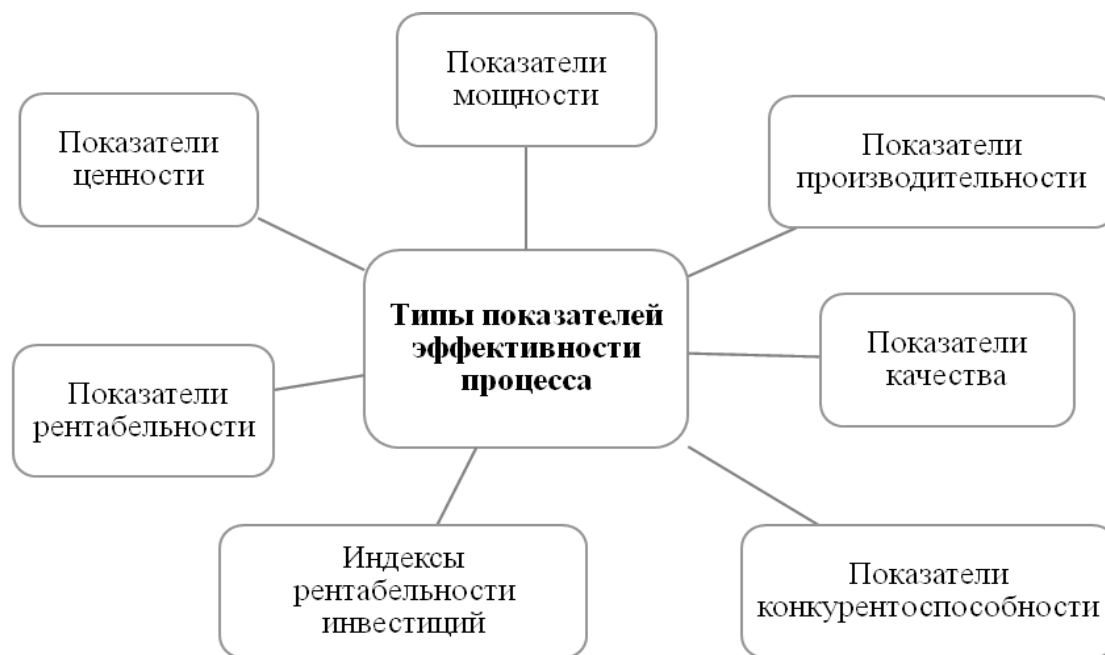 Показатели
мощности
Показатели
ценности
Показатели
производительности
Типы показателей
эффективности
процесса
Показатели
качества
Показатели
рентабельности
Индексы
рентабельности
инвестиций
Показатели
конкурентоспособности